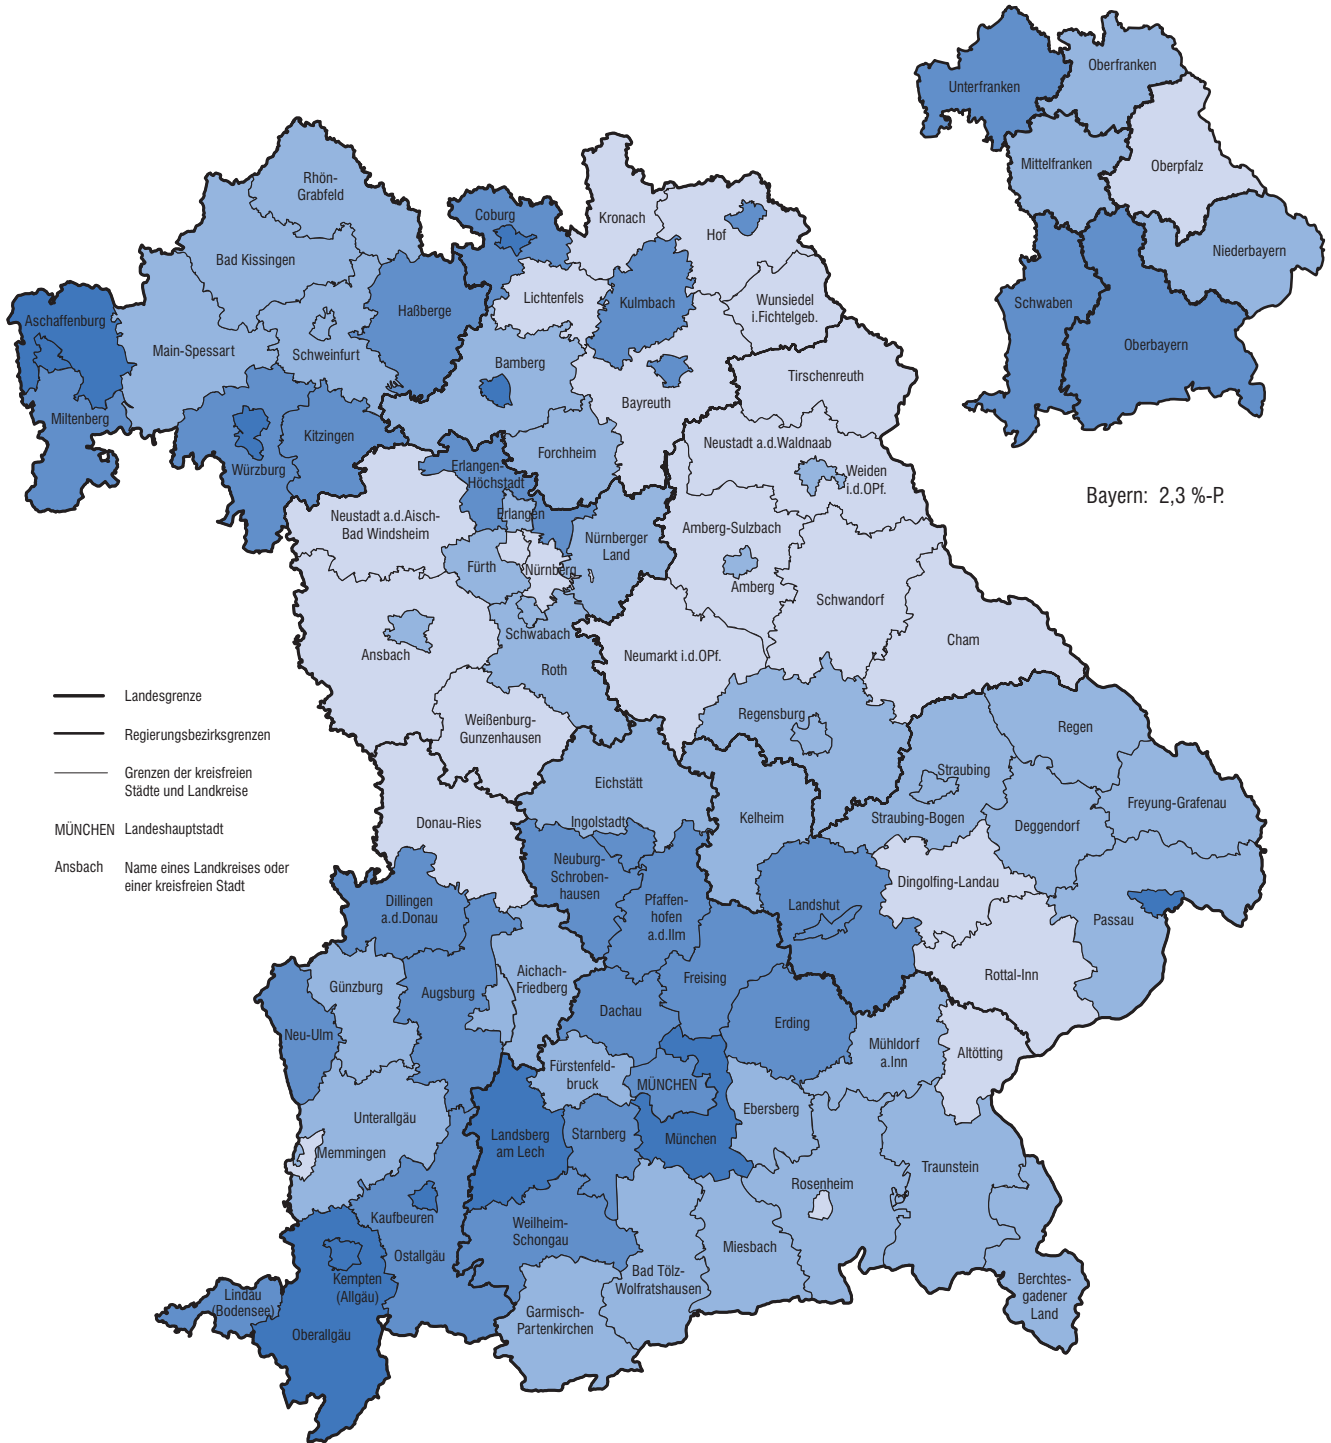 Unterfranken
Oberfranken
Mittelfranken
Oberpfalz
Niederbayern
Schwaben
Oberbayern
Bayern: 2,3 %-P.
Rhön-
Grabfeld
Bad Kissingen
Coburg
Kronach
Hof
Lichtenfels
Kulmbach
Wunsiedel
i.Fichtelgeb.
Haßberge
Aschaffenburg
Main-Spessart
Schweinfurt
Bamberg
Bayreuth
Tirschenreuth
Miltenberg
Würzburg
Kitzingen
Forchheim
Neustadt a.d.Waldnaab
Weiden
i.d.OPf.
Erlangen-
Höchstadt
Erlangen
Neustadt a.d.Aisch-
Bad Windsheim
Nürnberger
Land
Amberg-Sulzbach
Fürth
Nürnberg
Amberg
Schwandorf
Schwabach
Cham
Ansbach
Roth
Neumarkt i.d.OPf.
Weißenburg-
Gunzenhausen
Regensburg
Regen
Landesgrenze
Regierungsbezirksgrenzen
Grenzen der kreisfreien
Städte und Landkreise
MÜNCHEN Landeshauptstadt
Ansbach Name eines Landkreises oder
einer kreisfreien Stadt
Eichstätt
Straubing
Freyung-Grafenau
Donau-Ries
Ingolstadt
Kelheim
Straubing-Bogen
Deggendorf
Neuburg-
Schroben-
hausen
Dingolfing-Landau
Dillingen
a.d.Donau
Pfaffen-
hofen
a.d.Ilm
Landshut
Passau
Günzburg
Augsburg
Aichach-
Friedberg
Freising
Rottal-Inn
Neu-Ulm
Dachau
Erding
Mühldorf
a.Inn
Altötting
Fürstenfeld-
bruck
MÜNCHEN
Ebersberg
Unterallgäu
Landsberg
am Lech
Starnberg
München
Memmingen
Traunstein
Rosenheim
Kaufbeuren
Weilheim-
Schongau
Ostallgäu
Miesbach
Bad Tölz-
Wolfratshausen
Kempten
(Allgäu)
Lindau
(Bodensee)
Oberallgäu
Garmisch-
Partenkirchen
Berchtes-
gadener
Land